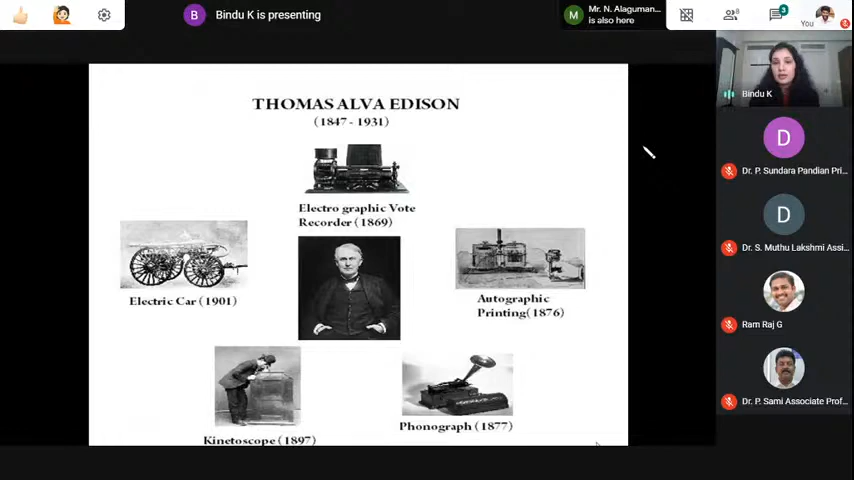 B Bindu K is presenting
M Mr. N. Alaguman...
is also here
8
3
You
THOMAS ALVA EDISON
(1847 - 1931)
Electro graphic Vote
Recorder (1869)
Electric Car (1901)
Autographic
Printing(1876)
Kinetoscope (1897)
Phonograph (1877)
Bindu K
D
Dr. P. Sundara Pandian Pri...
D
Dr. S. Muthu Lakshmi Assi...
Ram Raj G
Dr. P. Sami Associate Prof...